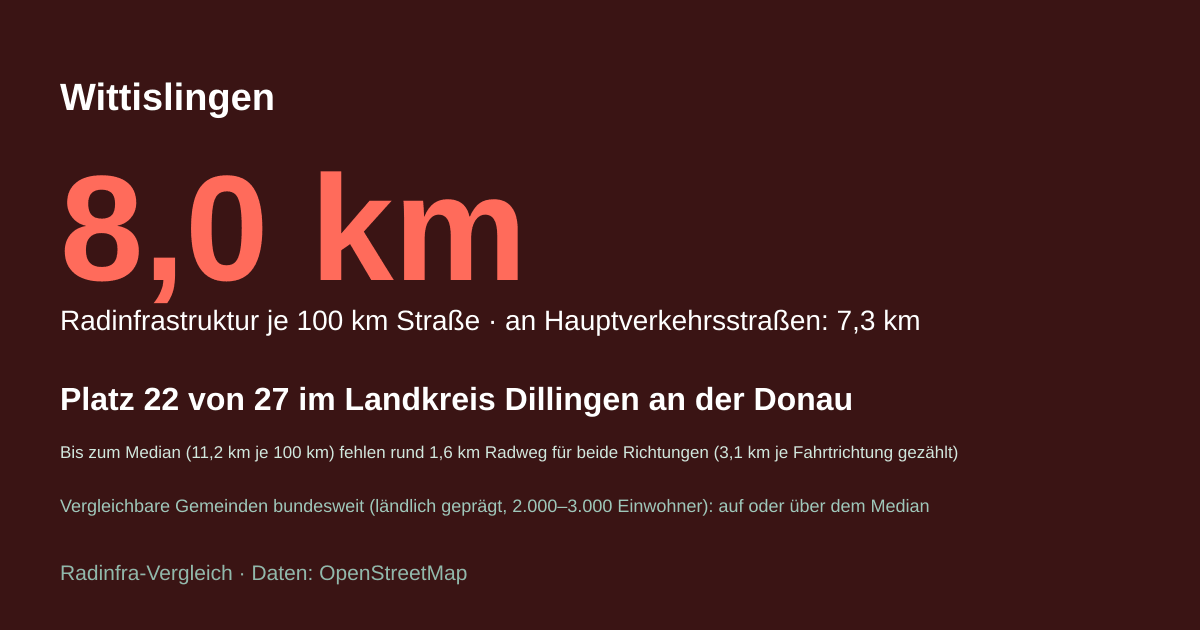 Wittislingen
8,0 km
Radinfrastruktur je 100 km Straße · an Hauptverkehrsstraßen: 7,3 km
Platz 22 von 27 im Landkreis Dillingen an der Donau
Bis zum Median (11,2 km je 100 km) fehlen rund 1,6 km Radweg für beide Richtungen (3,1 km je Fahrtrichtung gezählt)
Vergleichbare Gemeinden bundesweit (ländlich geprägt, 2.000–3.000 Einwohner): auf oder über dem Median
Radinfra-Vergleich · Daten: OpenStreetMap